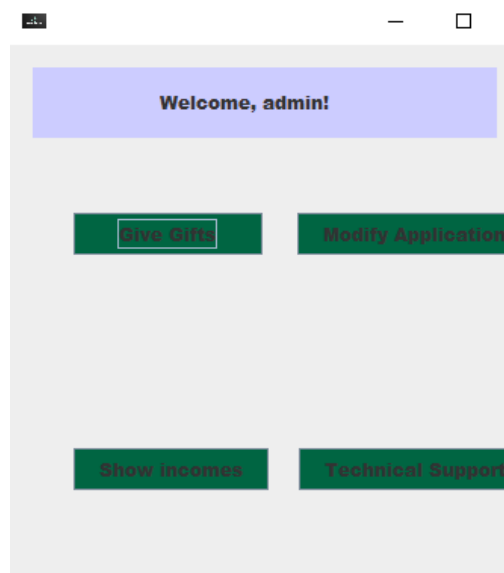 Welcome, admin!
Give Gifts
Modify Application
Show incomes
Technical Support